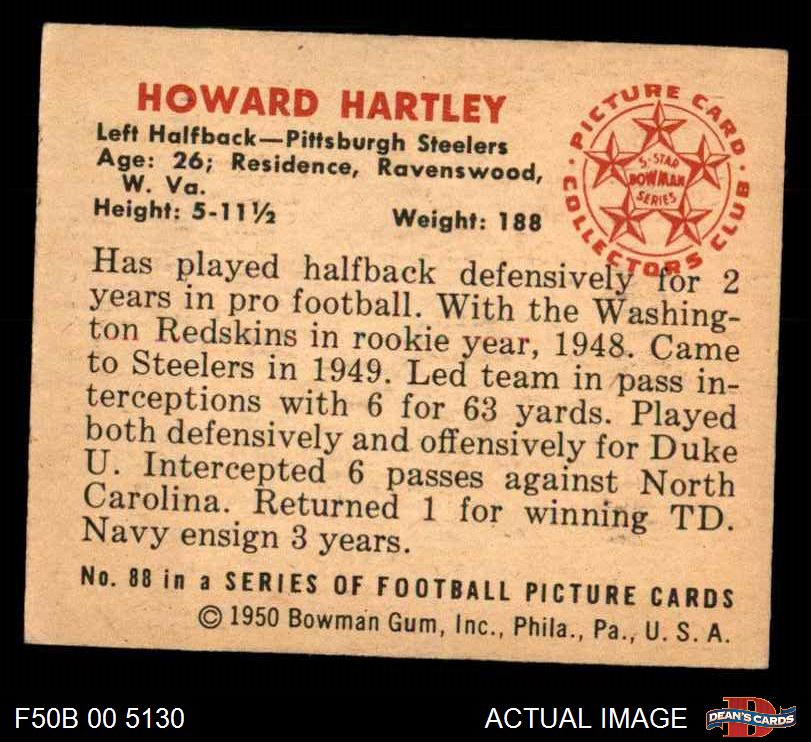 HOWARD HARTLEY
Left Halfback—Pittsburgh Steelers
Age: 26; Residence, Ravenswood,
W. Va.
Height: 5-11½ Weight: 188
PICTURE CARD
COLLECTORS CLUB
5-STAR
BOWMAN
SERIES
Has played halfback defensively for 2
years in pro football. With the Washing-
ton Redskins in rookie year, 1948. Came
to Steelers in 1949. Led team in pass in-
terceptions with 6 for 63 yards. Played
both defensively and offensively for Duke
U. Intercepted 6 passes against North
Carolina. Returned 1 for winning TD.
Navy ensign 3 years.
No. 88 in a SERIES OF FOOTBALL PICTURE CARDS
© 1950 Bowman Gum, Inc., Phila., Pa., U. S. A.
F50B 00 5130
ACTUAL IMAGE
D
DEAN'S CARDS